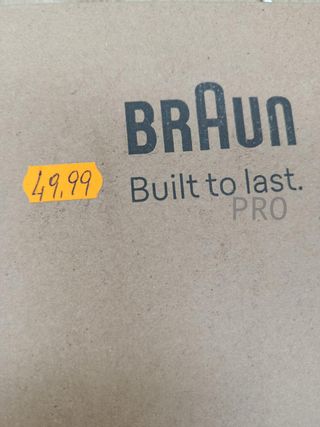 BRAUN
49,99
Built to last.
PRO